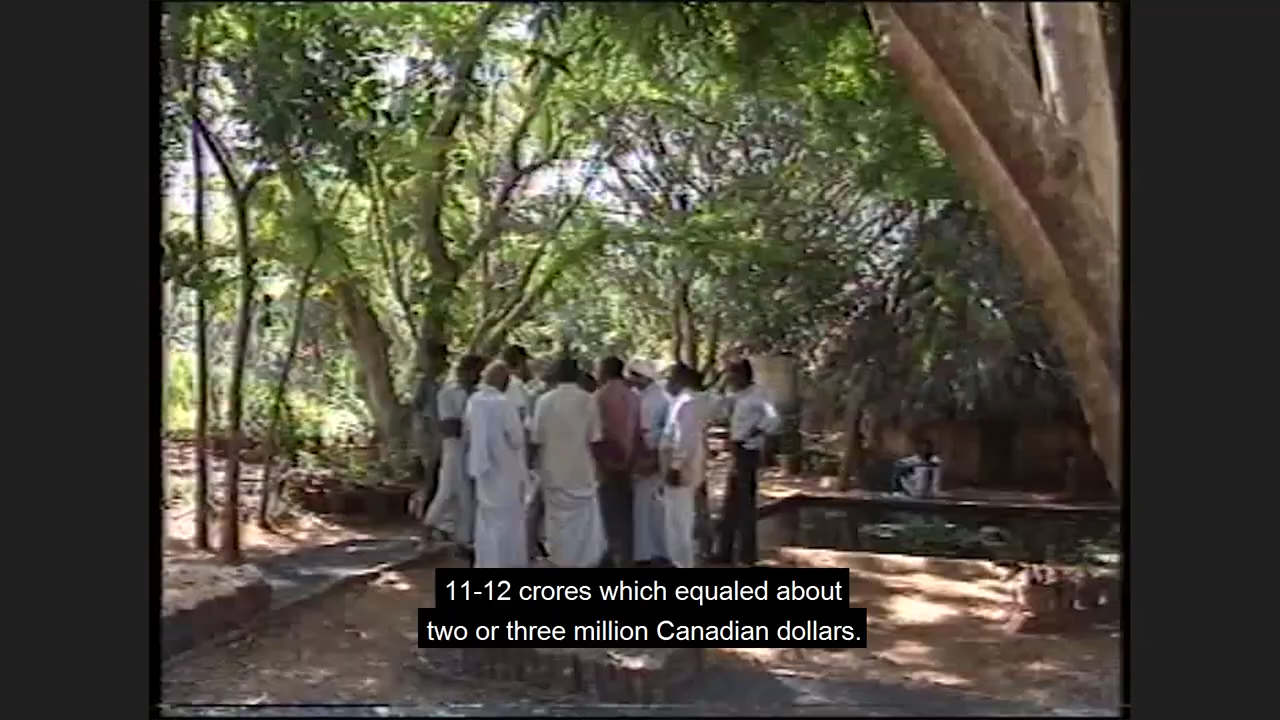 11-12 crores which equaled about
two or three million Canadian dollars.